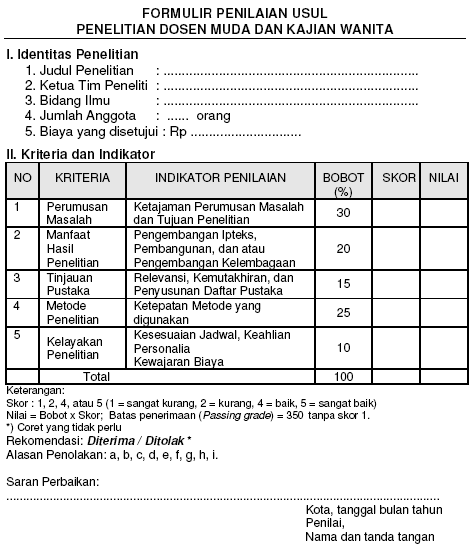 FORMULIR PENILAIAN USUL
PENELITIAN DOSEN MUDA DAN KAJIAN WANITA
I. Identitas Penelitian
1. Judul Penelitian : ......................................................................
2. Ketua Tim Peneliti : ......................................................................
3. Bidang Ilmu : ......................................................................
4. Jumlah Anggota : ...... orang
5. Biaya yang disetujui : Rp ..............................
II. Kriteria dan Indikator
NO KRITERIA INDIKATOR PENILAIAN BOBOT (%) SKOR NILAI
1 Perumusan Masalah Ketajaman Perumusan Masalah dan Tujuan Penelitian 30
2 Manfaat Hasil Penelitian Pengembangan Ipteks, Pembangunan, dan atau Pengembangan Kelembagaan 20
3 Tinjauan Pustaka Relevansi, Kemutakhiran, dan Penyusunan Daftar Pustaka 15
4 Metode Penelitian Ketepatan Metode yang digunakan 25
5 Kelayakan Penelitian Kesesuaian Jadwal, Keahlian Personalia Kewajaran Biaya 10
Total 100
Keterangan:
Skor : 1, 2, 4, atau 5 (1 = sangat kurang, 2 = kurang, 4 = baik, 5 = sangat baik)
Nilai = Bobot x Skor; Batas penerimaan (Passing grade) = 350 tanpa skor 1.
*) Coret yang tidak perlu
Rekomendasi: Diterima / Ditolak *
Alasan Penolakan: a, b, c, d, e, f, g, h, i.
Saran Perbaikan:
..............................................................................................................
Kota, tanggal bulan tahun
Penilai,
Nama dan tanda tangan